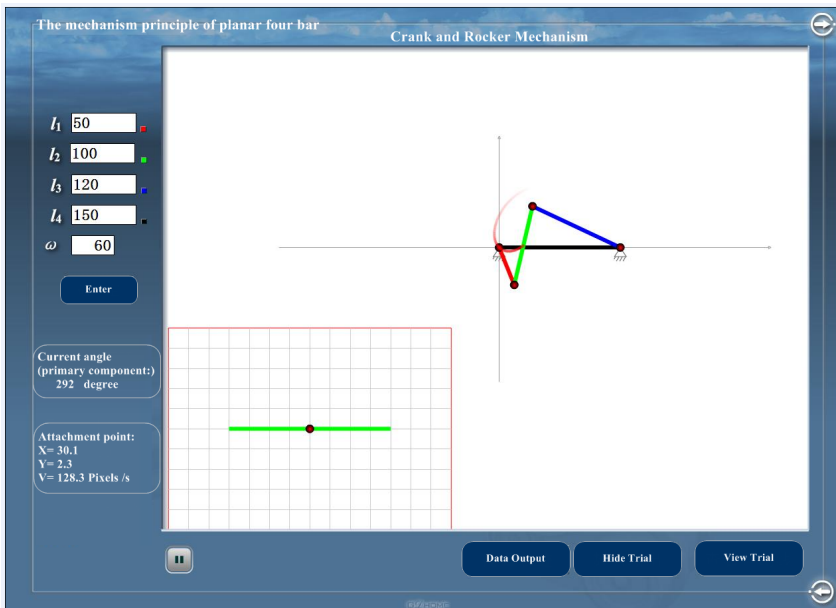 The mechanism principle of planar four bar
Crank and Rocker Mechanism
l1 50
l2 100
l3 120
l4 150
ω 60
Enter
Current angle
(primary component:)
292 degree
Attachment point:
X= 30.1
Y= 2.3
V= 128.3 Pixels /s
Data Output
Hide Trial
View Trial